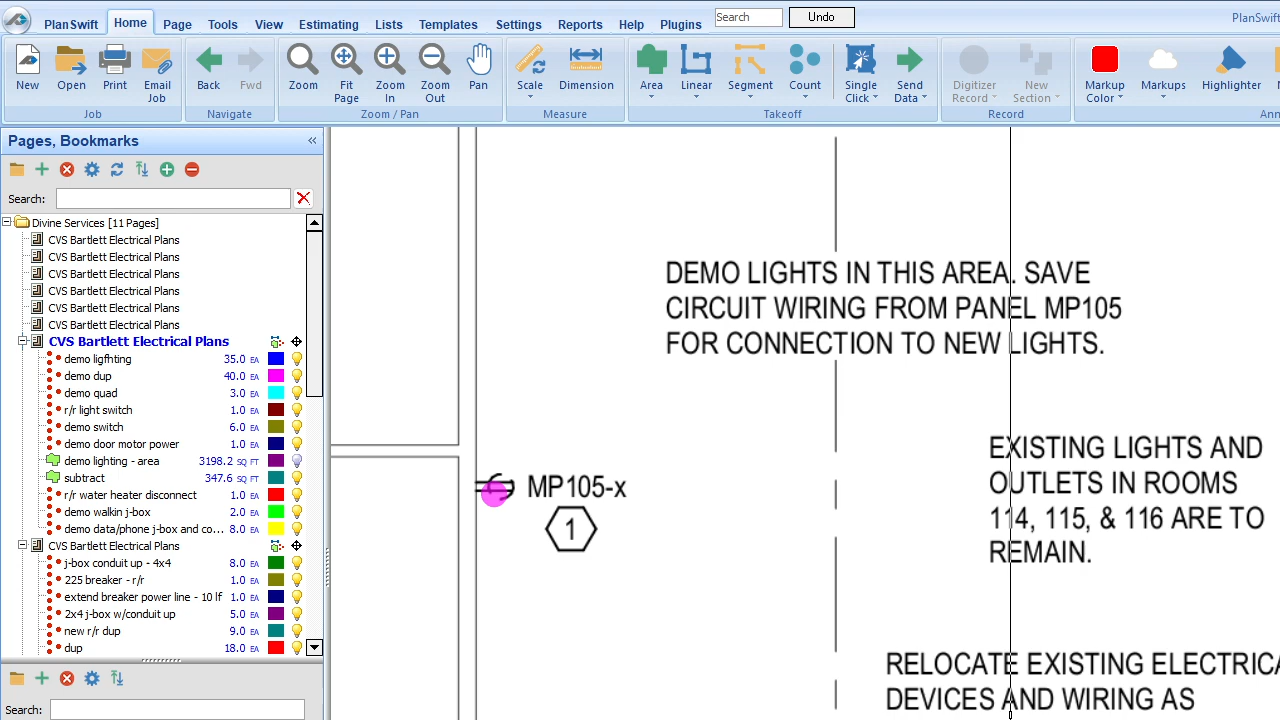 PlanSwift Home Page Tools View Estimating Lists Templates Settings Reports Help Plugins Search Undo PlanSwift
New Open Print Email Job Back Fwd Zoom Fit Page Zoom In Zoom Out Pan Scale Dimension Area Linear Segment Count Single Click Send Data Digitizer Record New Section Markup Color Markups Highlighter
Job Navigate Zoom / Pan Measure Takeoff Record Ann
Pages, Bookmarks
Search:
Divine Services [11 Pages]
CVS Bartlett Electrical Plans
CVS Bartlett Electrical Plans
CVS Bartlett Electrical Plans
CVS Bartlett Electrical Plans
CVS Bartlett Electrical Plans
CVS Bartlett Electrical Plans
CVS Bartlett Electrical Plans
demo ligfhting 35.0 EA
demo dup 40.0 EA
demo quad 3.0 EA
r/r light switch 1.0 EA
demo switch 6.0 EA
demo door motor power 1.0 EA
demo lighting - area 3198.2 SQ FT
subtract 347.6 SQ FT
r/r water heater disconnect 1.0 EA
demo walkin j-box 2.0 EA
demo data/phone j-box and co... 8.0 EA
CVS Bartlett Electrical Plans
j-box conduit up - 4x4 8.0 EA
225 breaker - r/r 1.0 EA
extend breaker power line - 10 lf 1.0 EA
2x4 j-box w/conduit up 5.0 EA
new r/r dup 9.0 EA
dup 18.0 EA
Search:
DEMO LIGHTS IN THIS AREA. SAVE
CIRCUIT WIRING FROM PANEL MP105
FOR CONNECTION TO NEW LIGHTS.
MP105-x
1
EXISTING LIGHTS AND
OUTLETS IN ROOMS
114, 115, & 116 ARE TO
REMAIN.
RELOCATE EXISTING ELECTRICA
DEVICES AND WIRING AS